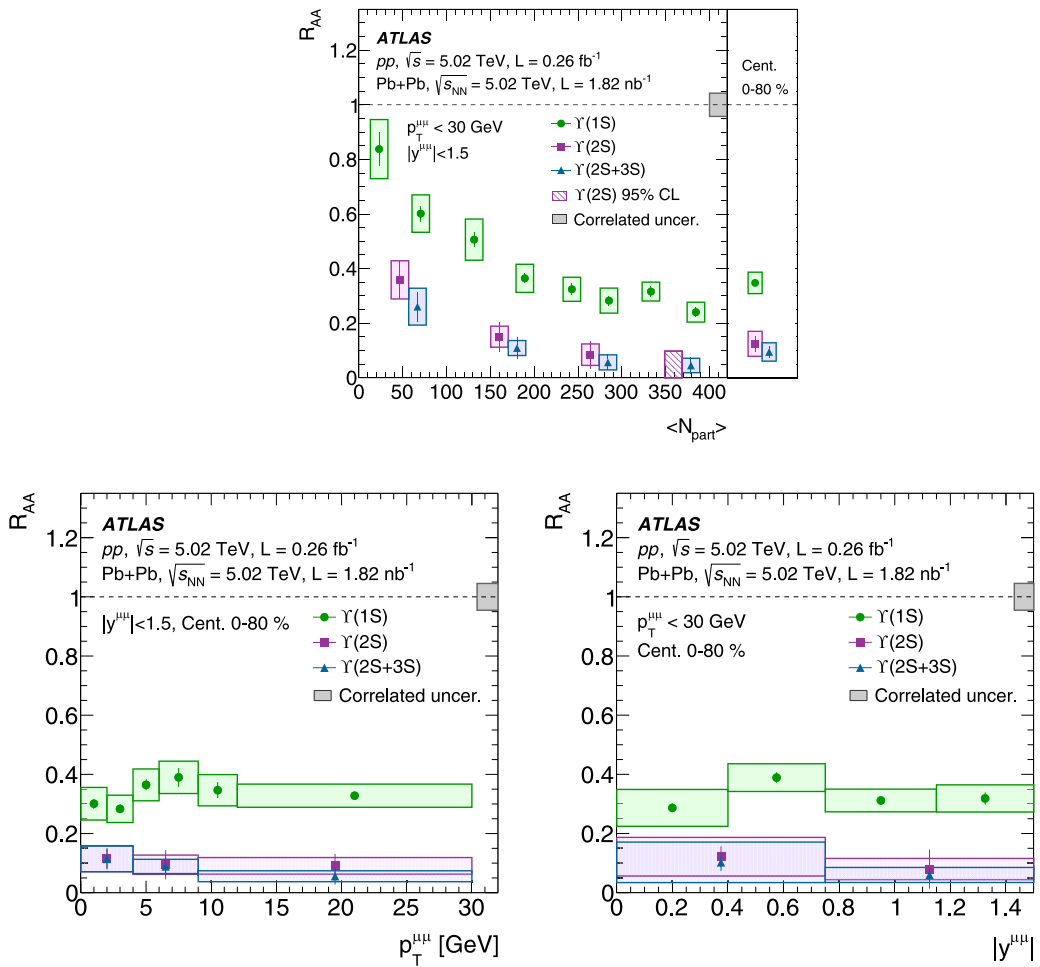 R_AA
ATLAS
pp, √s = 5.02 TeV, L = 0.26 fb⁻¹
Pb+Pb, √s_NN = 5.02 TeV, L = 1.82 nb⁻¹
Cent.
0-80 %
p_T^μμ < 30 GeV
|y^μμ|<1.5
ϒ(1S)
ϒ(2S)
ϒ(2S+3S)
ϒ(2S) 95% CL
Correlated uncer.
1.2
1
0.8
0.6
0.4
0.2
0
0 50 100 150 200 250 300 350 400
<N_part>
R_AA
ATLAS
pp, √s = 5.02 TeV, L = 0.26 fb⁻¹
Pb+Pb, √s_NN = 5.02 TeV, L = 1.82 nb⁻¹
|y^μμ|<1.5, Cent. 0-80 %
ϒ(1S)
ϒ(2S)
ϒ(2S+3S)
Correlated uncer.
1.2
1
0.8
0.6
0.4
0.2
0
0 5 10 15 20 25 30
p_T^μμ [GeV]
R_AA
ATLAS
pp, √s = 5.02 TeV, L = 0.26 fb⁻¹
Pb+Pb, √s_NN = 5.02 TeV, L = 1.82 nb⁻¹
p_T^μμ < 30 GeV
Cent. 0-80 %
ϒ(1S)
ϒ(2S)
ϒ(2S+3S)
Correlated uncer.
1.2
1
0.8
0.6
0.4
0.2
0
0 0.2 0.4 0.6 0.8 1 1.2 1.4
|y^μμ|